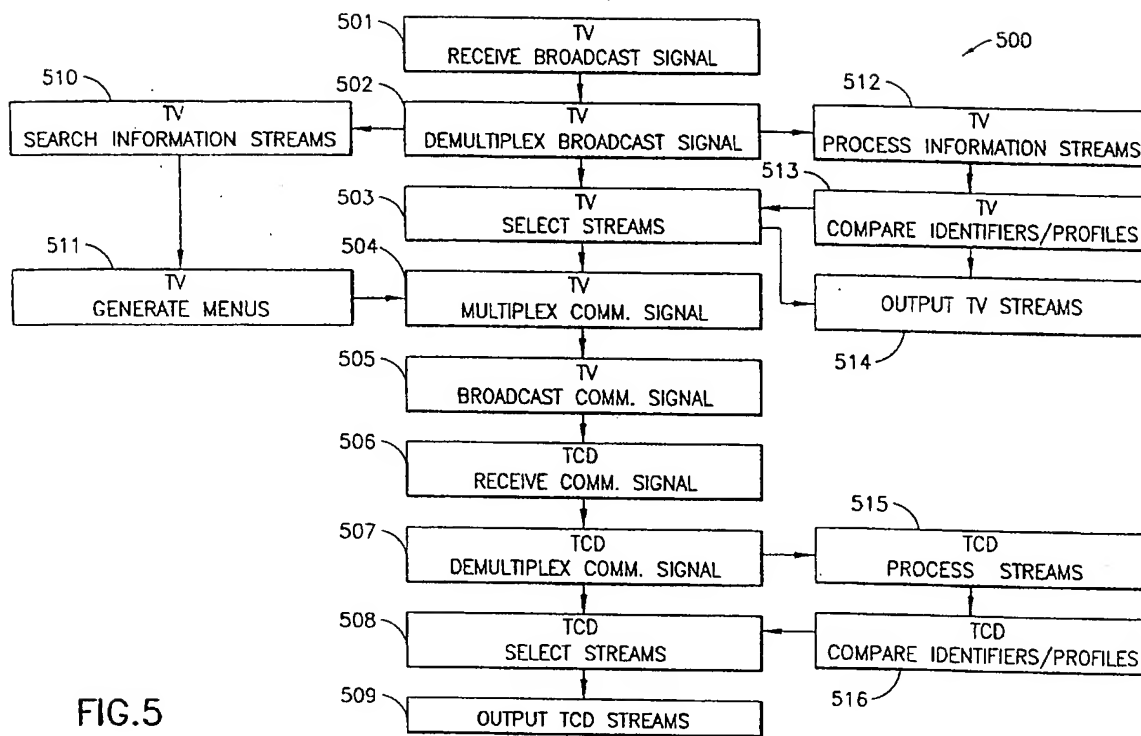 501
TV
RECEIVE BROADCAST SIGNAL
500
510
TV
SEARCH INFORMATION STREAMS
502
TV
DEMULTIPLEX BROADCAST SIGNAL
512
TV
PROCESS INFORMATION STREAMS
503
TV
SELECT STREAMS
513
TV
COMPARE IDENTIFIERS/PROFILES
511
TV
GENERATE MENUS
504
TV
MULTIPLEX COMM. SIGNAL
OUTPUT TV STREAMS
514
505
TV
BROADCAST COMM. SIGNAL
506
TCD
RECEIVE COMM. SIGNAL
507
TCD
DEMULTIPLEX COMM. SIGNAL
515
TCD
PROCESS STREAMS
508
TCD
SELECT STREAMS
TCD
COMPARE IDENTIFIERS/PROFILES
516
509
OUTPUT TCD STREAMS
FIG.5